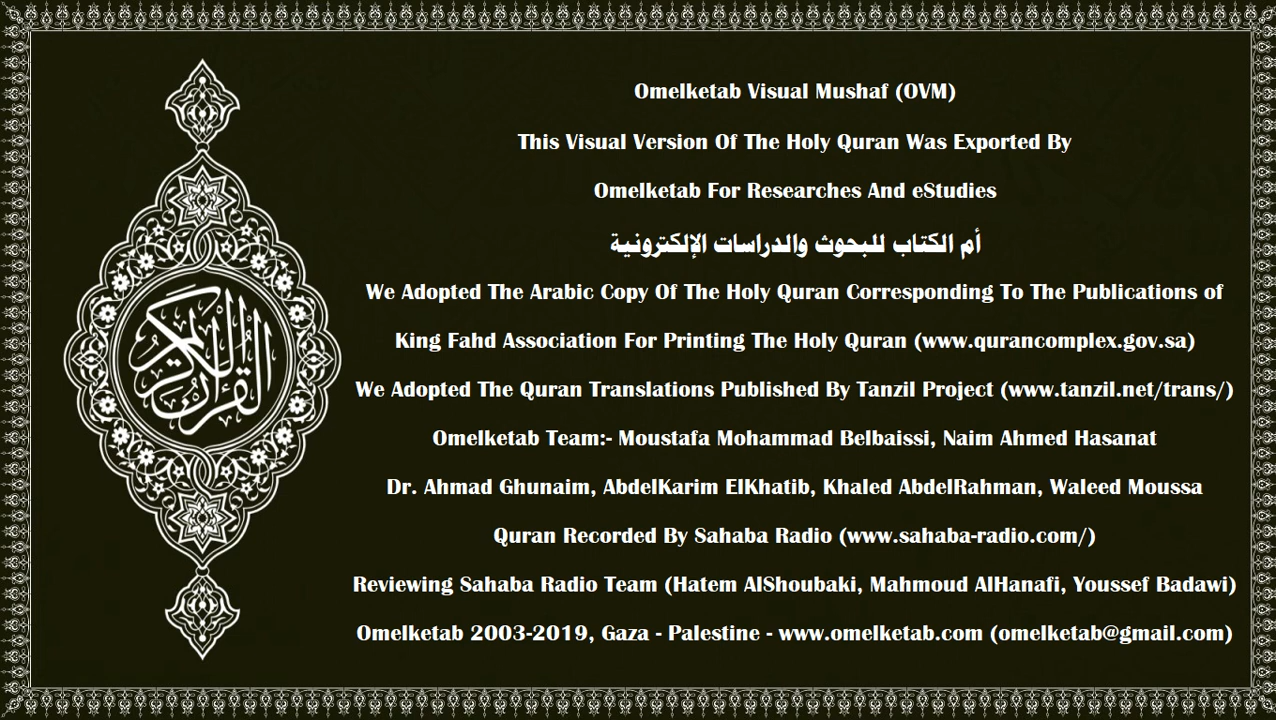 Omelketab Visual Mushaf (OVM)
This Visual Version Of The Holy Quran Was Exported By
Omelketab For Researches And eStudies
أم الكتاب للبحوث والدراسات الإلكترونية
We Adopted The Arabic Copy Of The Holy Quran Corresponding To The Publications of
King Fahd Association For Printing The Holy Quran (www.qurancomplex.gov.sa)
We Adopted The Quran Translations Published By Tanzil Project (www.tanzil.net/trans/)
Omelketab Team:- Moustafa Mohammad Belbaissi, Naim Ahmed Hasanat
Dr. Ahmad Ghunaim, AbdelKarim ElKhatib, Khaled AbdelRahman, Waleed Moussa
Quran Recorded By Sahaba Radio (www.sahaba-radio.com/)
Reviewing Sahaba Radio Team (Hatem AlShoubaki, Mahmoud AlHanafi, Youssef Badawi)
Omelketab 2003-2019, Gaza - Palestine - www.omelketab.com (omelketab@gmail.com)
القرآن الكريم